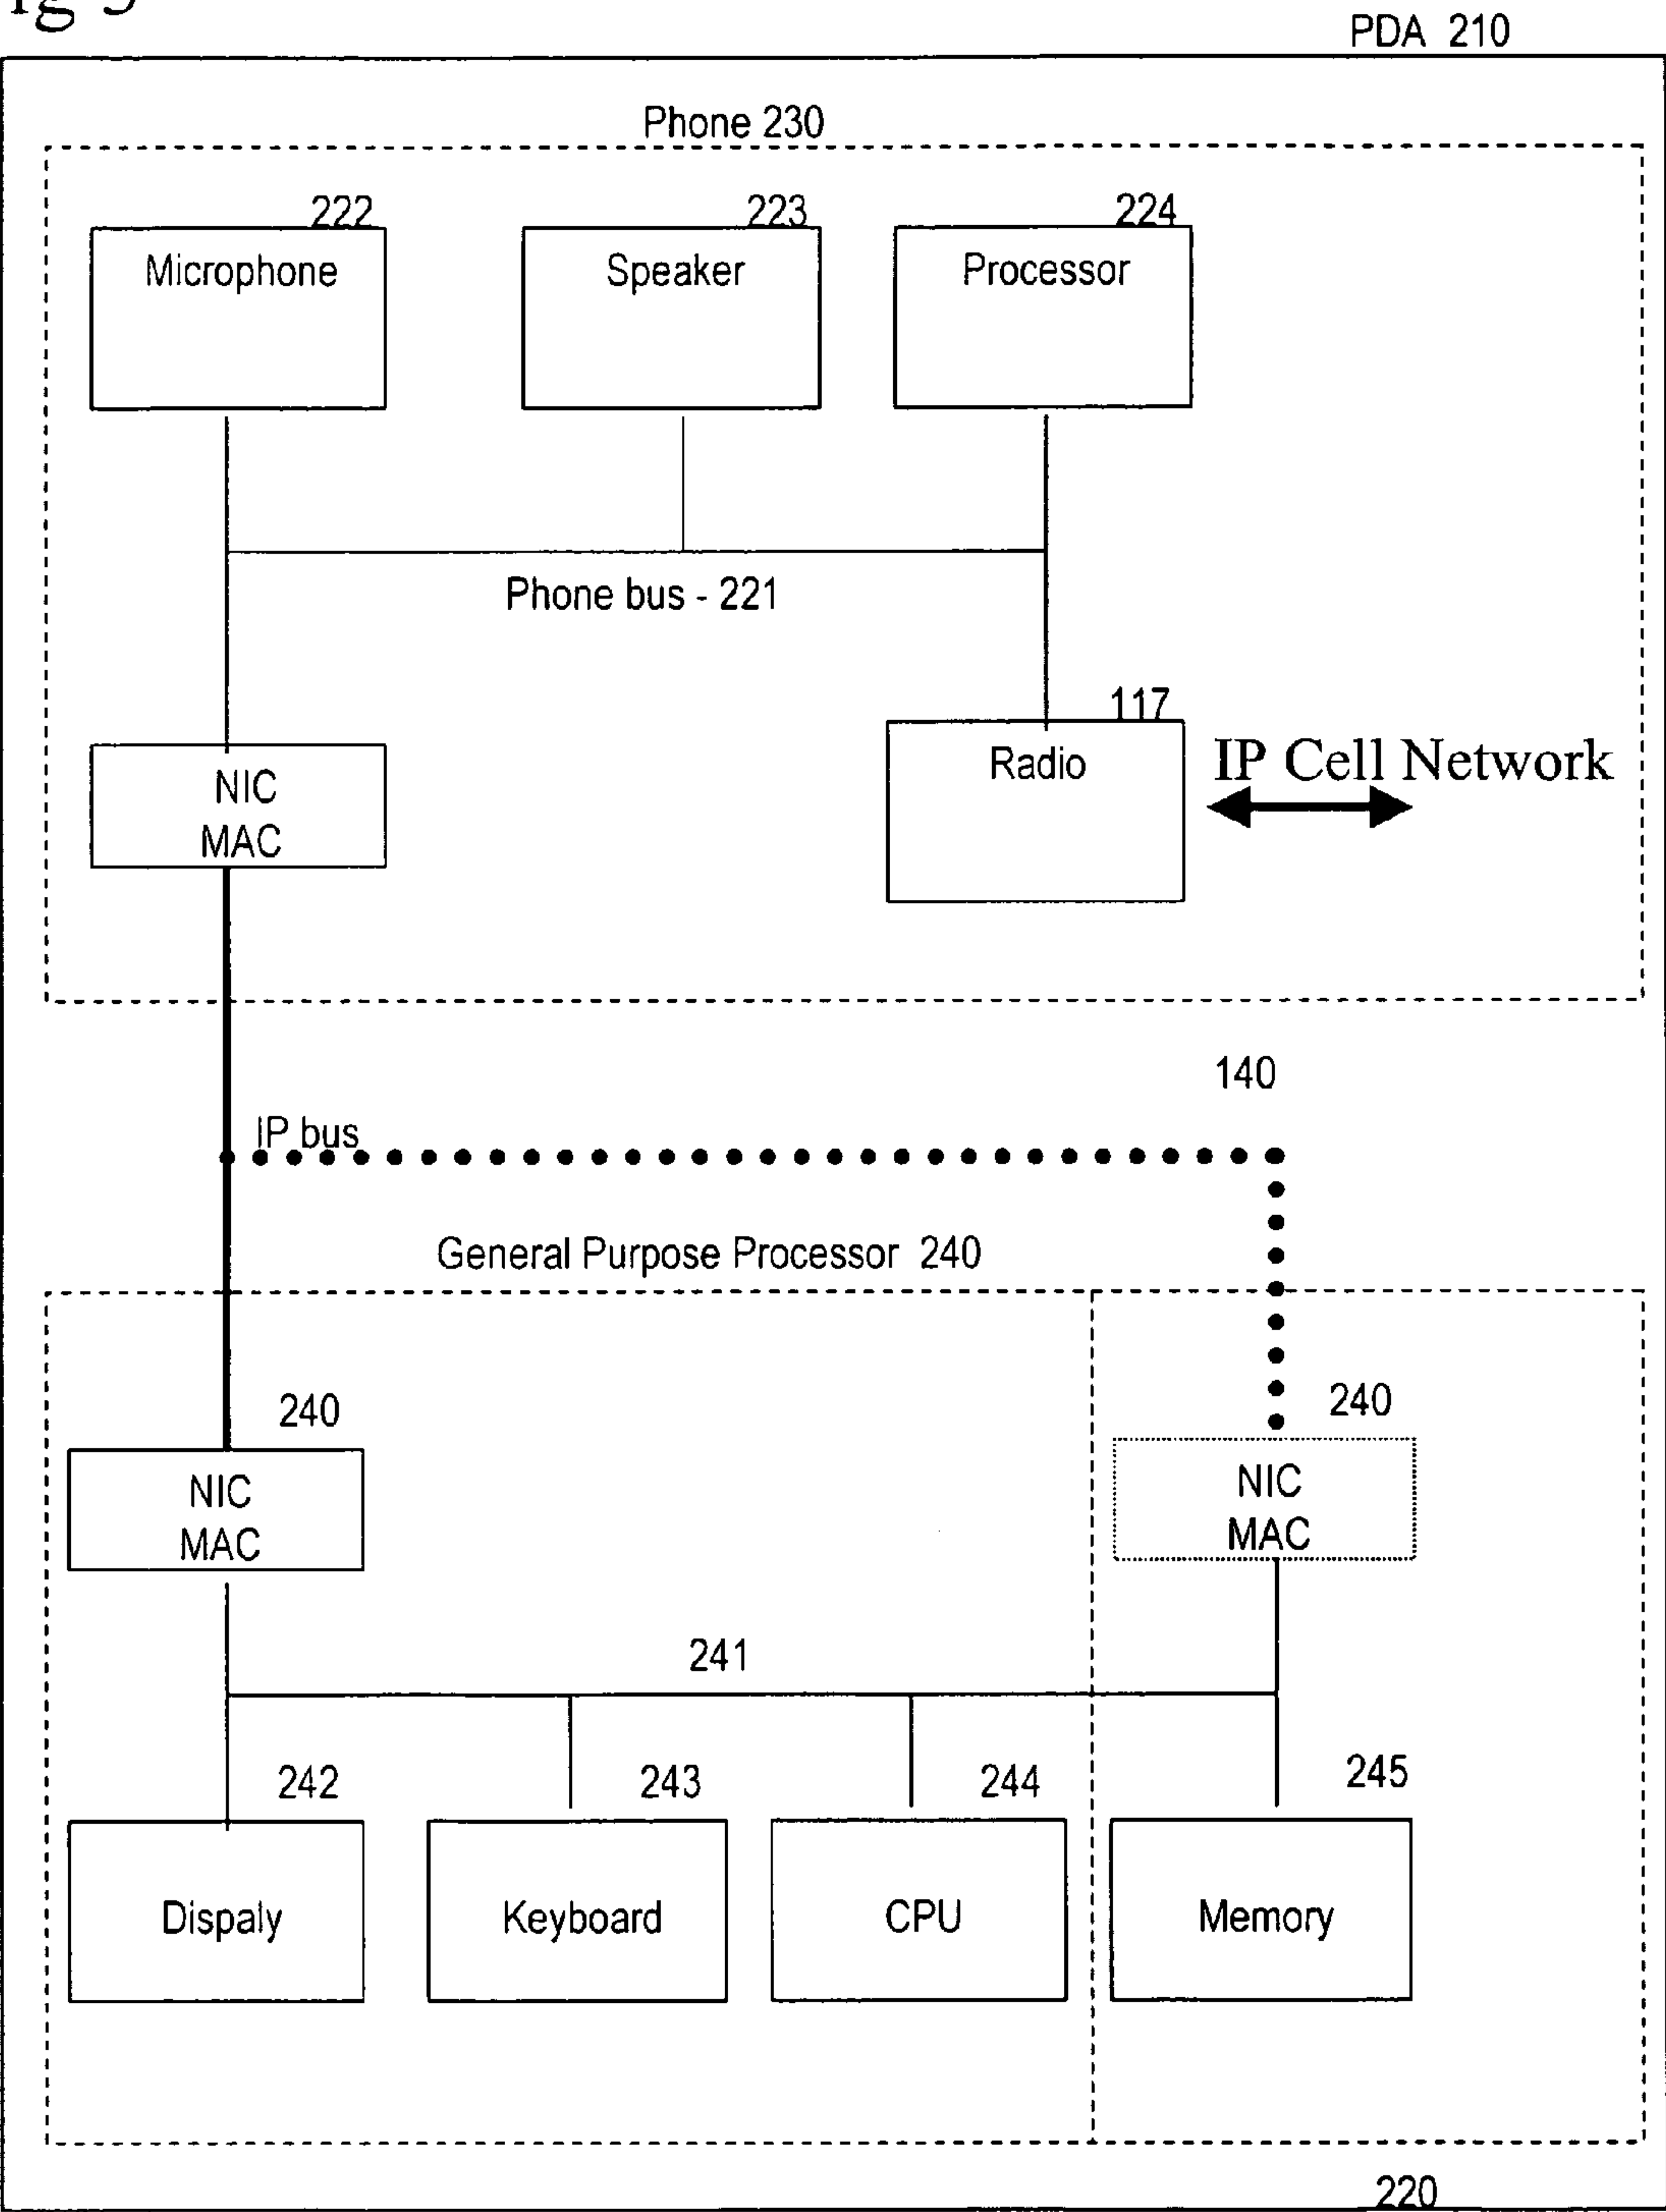 PDA 210
Phone 230
222
223
224
Microphone
Speaker
Processor
Phone bus - 221
117
Radio
IP Cell Network
NIC
MAC
140
IP bus
General Purpose Processor 240
240
240
NIC
MAC
NIC
MAC
241
242
243
244
245
Dispaly
Keyboard
CPU
Memory
220